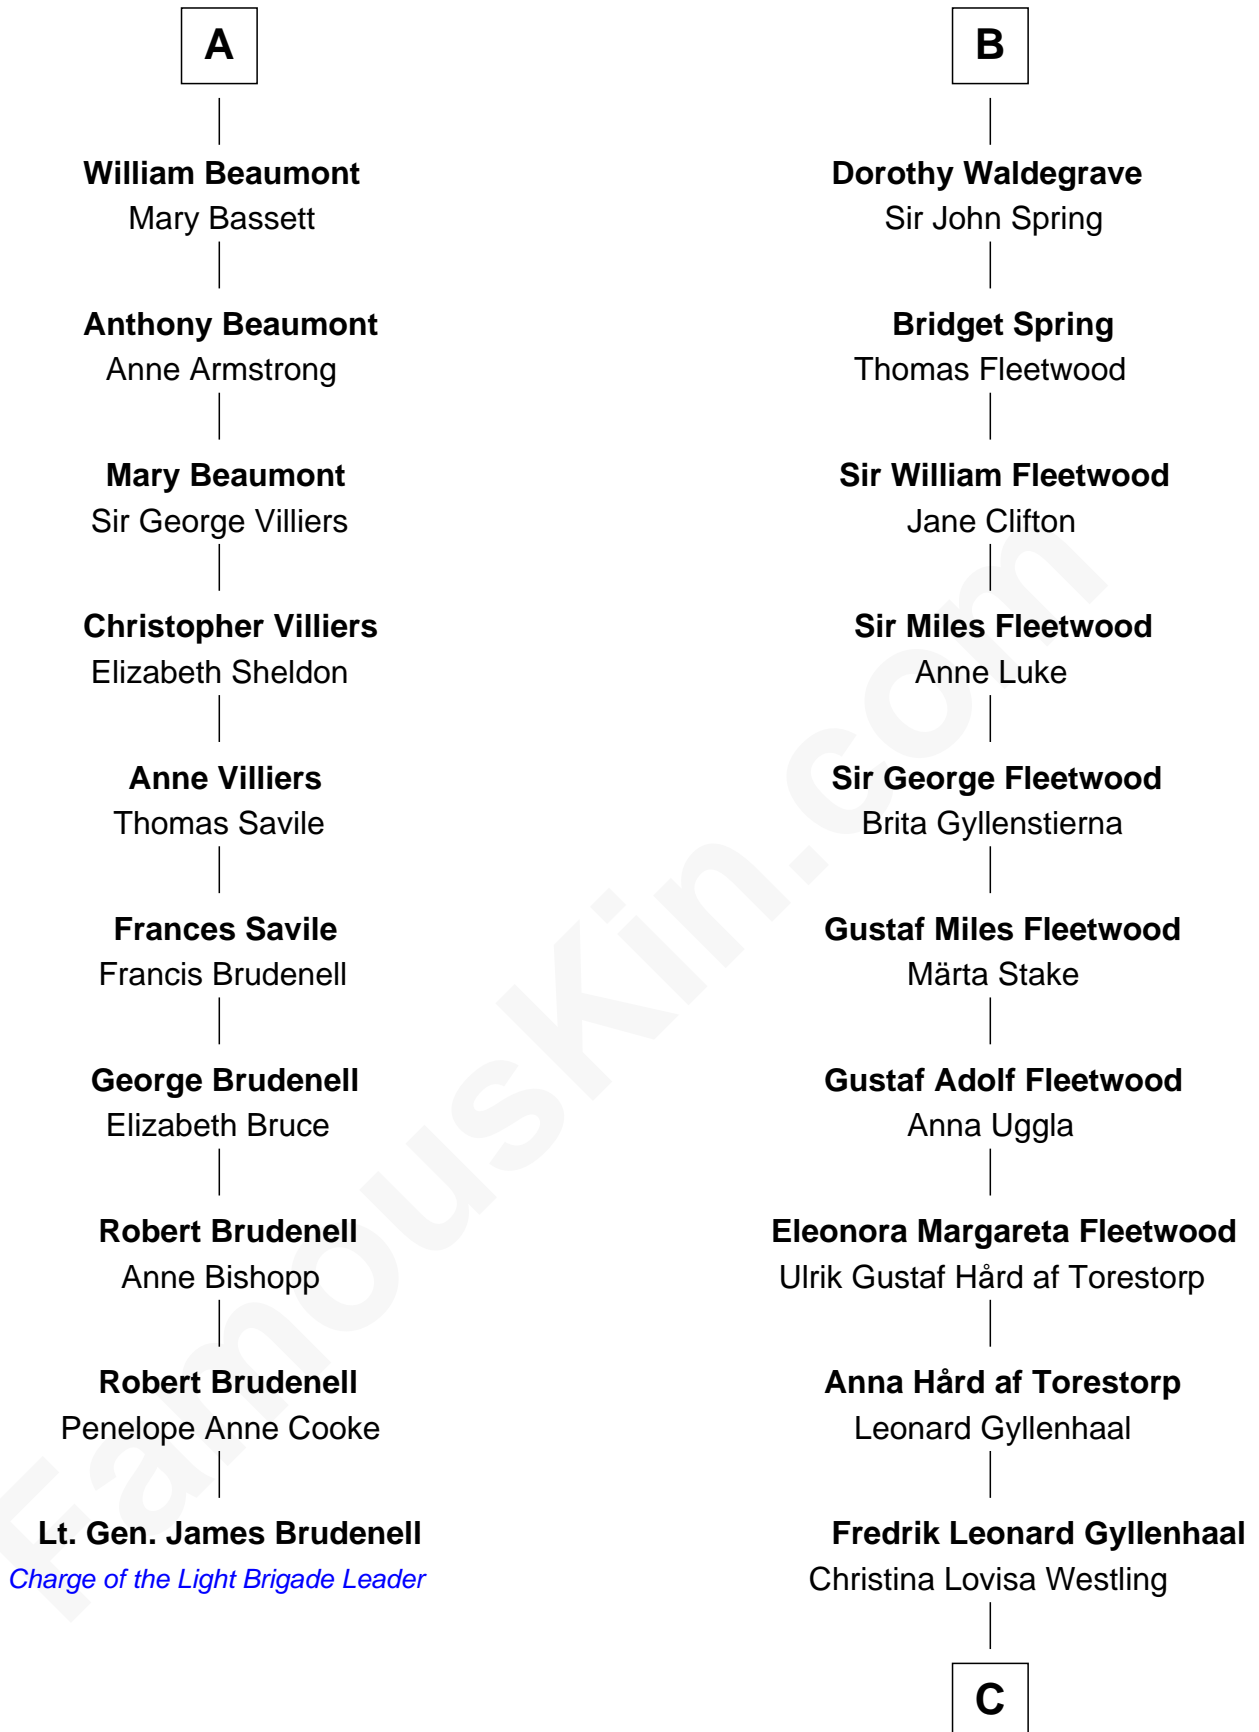 A
William Beaumont
Mary Bassett
Anthony Beaumont
Anne Armstrong
Mary Beaumont
Sir George Villiers
Christopher Villiers
Elizabeth Sheldon
Anne Villiers
Thomas Savile
Frances Savile
Francis Brudenell
George Brudenell
Elizabeth Bruce
Robert Brudenell
Anne Bishopp
Robert Brudenell
Penelope Anne Cooke
Lt. Gen. James Brudenell
Charge of the Light Brigade Leader
B
Dorothy Waldegrave
Sir John Spring
Bridget Spring
Thomas Fleetwood
Sir William Fleetwood
Jane Clifton
Sir Miles Fleetwood
Anne Luke
Sir George Fleetwood
Brita Gyllenstierna
Gustaf Miles Fleetwood
Märta Stake
Gustaf Adolf Fleetwood
Anna Uggla
Eleonora Margareta Fleetwood
Ulrik Gustaf Hård af Torestorp
Anna Hård af Torestorp
Leonard Gyllenhaal
Fredrik Leonard Gyllenhaal
Christina Lovisa Westling
C
FamousKin.com